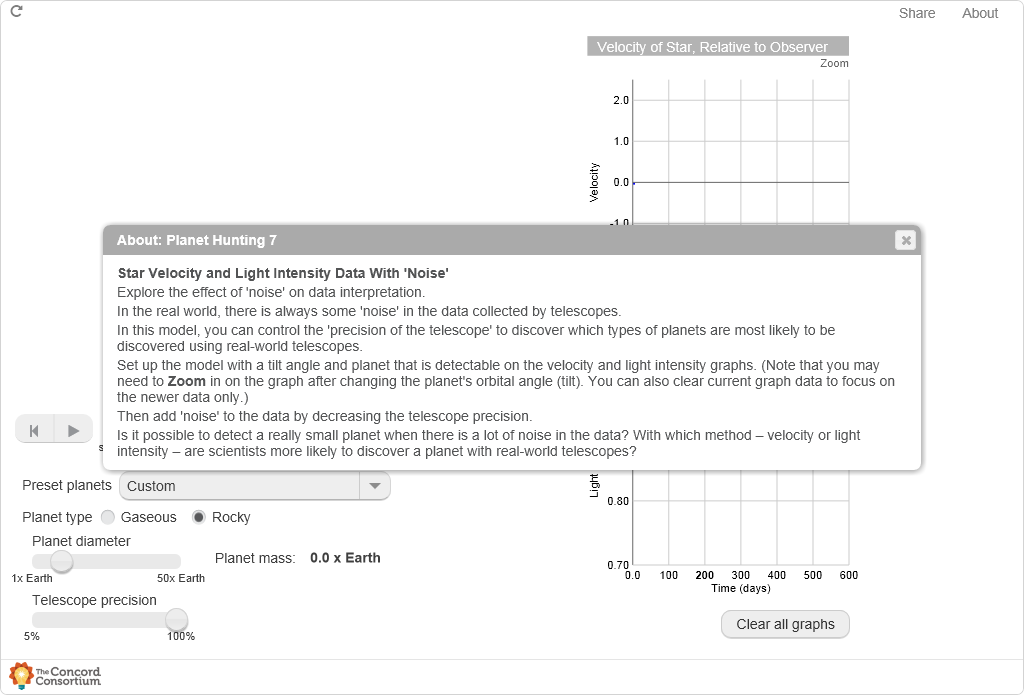 Share About
Velocity of Star, Relative to Observer
Zoom
2.0
1.0
0.0
-1.0
Velocity
About: Planet Hunting 7
Star Velocity and Light Intensity Data With 'Noise'
Explore the effect of 'noise' on data interpretation.
In the real world, there is always some 'noise' in the data collected by telescopes.
In this model, you can control the 'precision of the telescope' to discover which types of planets are most likely to be
discovered using real-world telescopes.
Set up the model with a tilt angle and planet that is detectable on the velocity and light intensity graphs. (Note that you may
need to Zoom in on the graph after changing the planet's orbital angle (tilt). You can also clear current graph data to focus on
the newer data only.)
Then add 'noise' to the data by decreasing the telescope precision.
Is it possible to detect a really small planet when there is a lot of noise in the data? With which method – velocity or light
intensity – are scientists more likely to discover a planet with real-world telescopes?
Preset planets Custom
Planet type Gaseous Rocky
Planet diameter
1x Earth 50x Earth
Planet mass: 0.0 x Earth
Telescope precision
5% 100%
Light
0.80
0.70
0.0 100 200 300 400 500 600
Time (days)
Clear all graphs
The Concord
Consortium